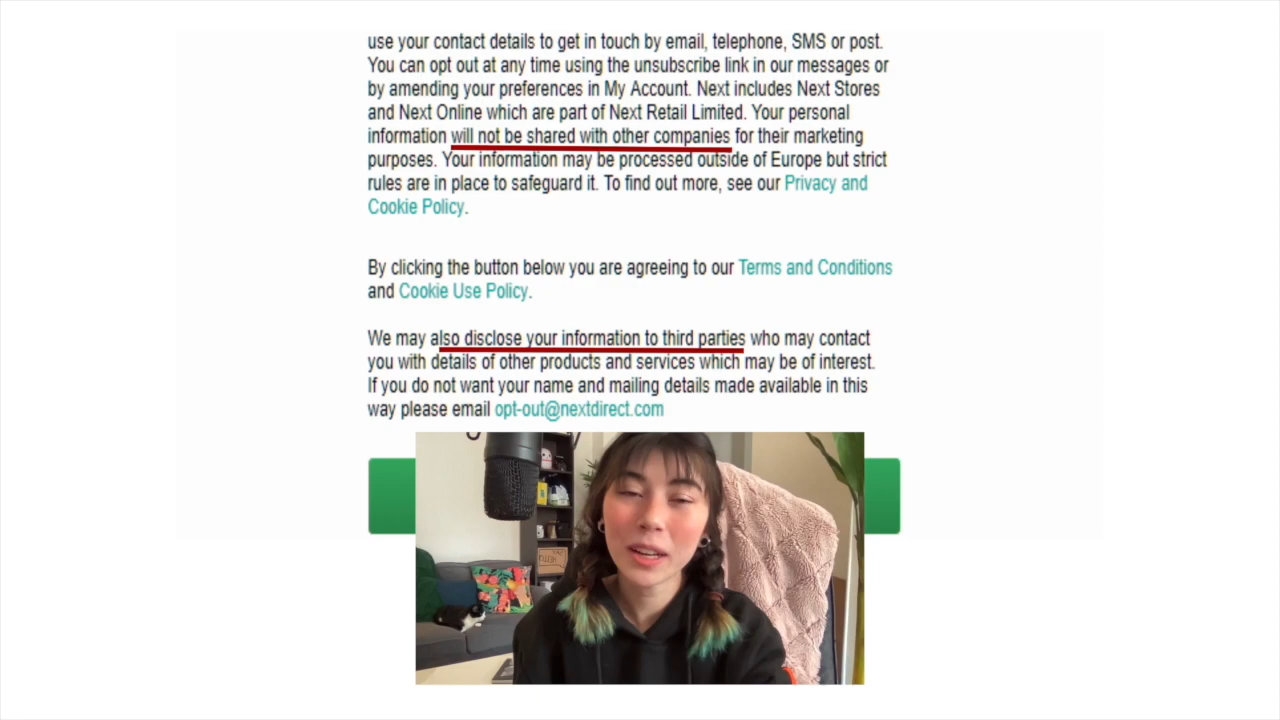 use your contact details to get in touch by email, telephone, SMS or post.
You can opt out at any time using the unsubscribe link in our messages or
by amending your preferences in My Account. Next includes Next Stores
and Next Online which are part of Next Retail Limited. Your personal
information will not be shared with other companies for their marketing
purposes. Your information may be processed outside of Europe but strict
rules are in place to safeguard it. To find out more, see our Privacy and
Cookie Policy.
By clicking the button below you are agreeing to our Terms and Conditions
and Cookie Use Policy.
We may also disclose your information to third parties who may contact
you with details of other products and services which may be of interest.
If you do not want your name and mailing details made available in this
way please email opt-out@nextdirect.com